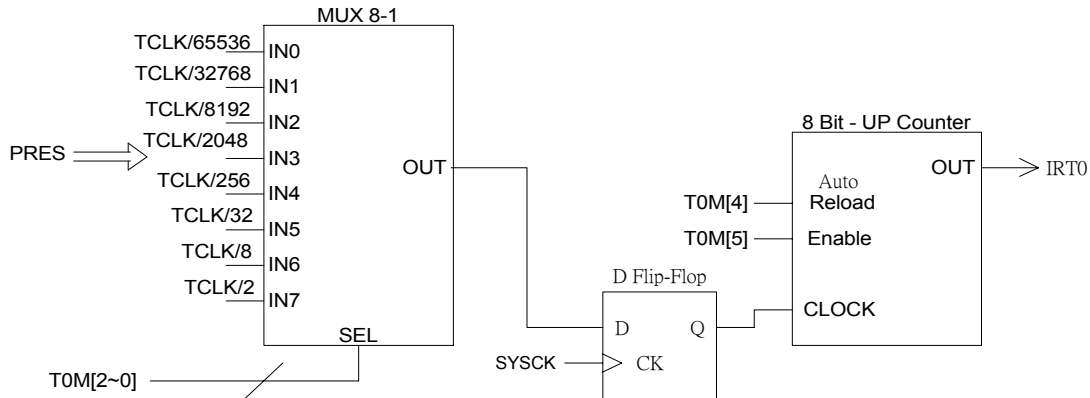 MUX 8-1
TCLK/65536
IN0
TCLK/32768
IN1
TCLK/8192
IN2
TCLK/2048
IN3
PRES
TCLK/256
IN4
TCLK/32
IN5
TCLK/8
IN6
TCLK/2
IN7
OUT
SEL
T0M[2~0]
D Flip-Flop
D
Q
SYSCK
CK
8 Bit - UP Counter
OUT
IRT0
Auto
T0M[4]
Reload
T0M[5]
Enable
CLOCK